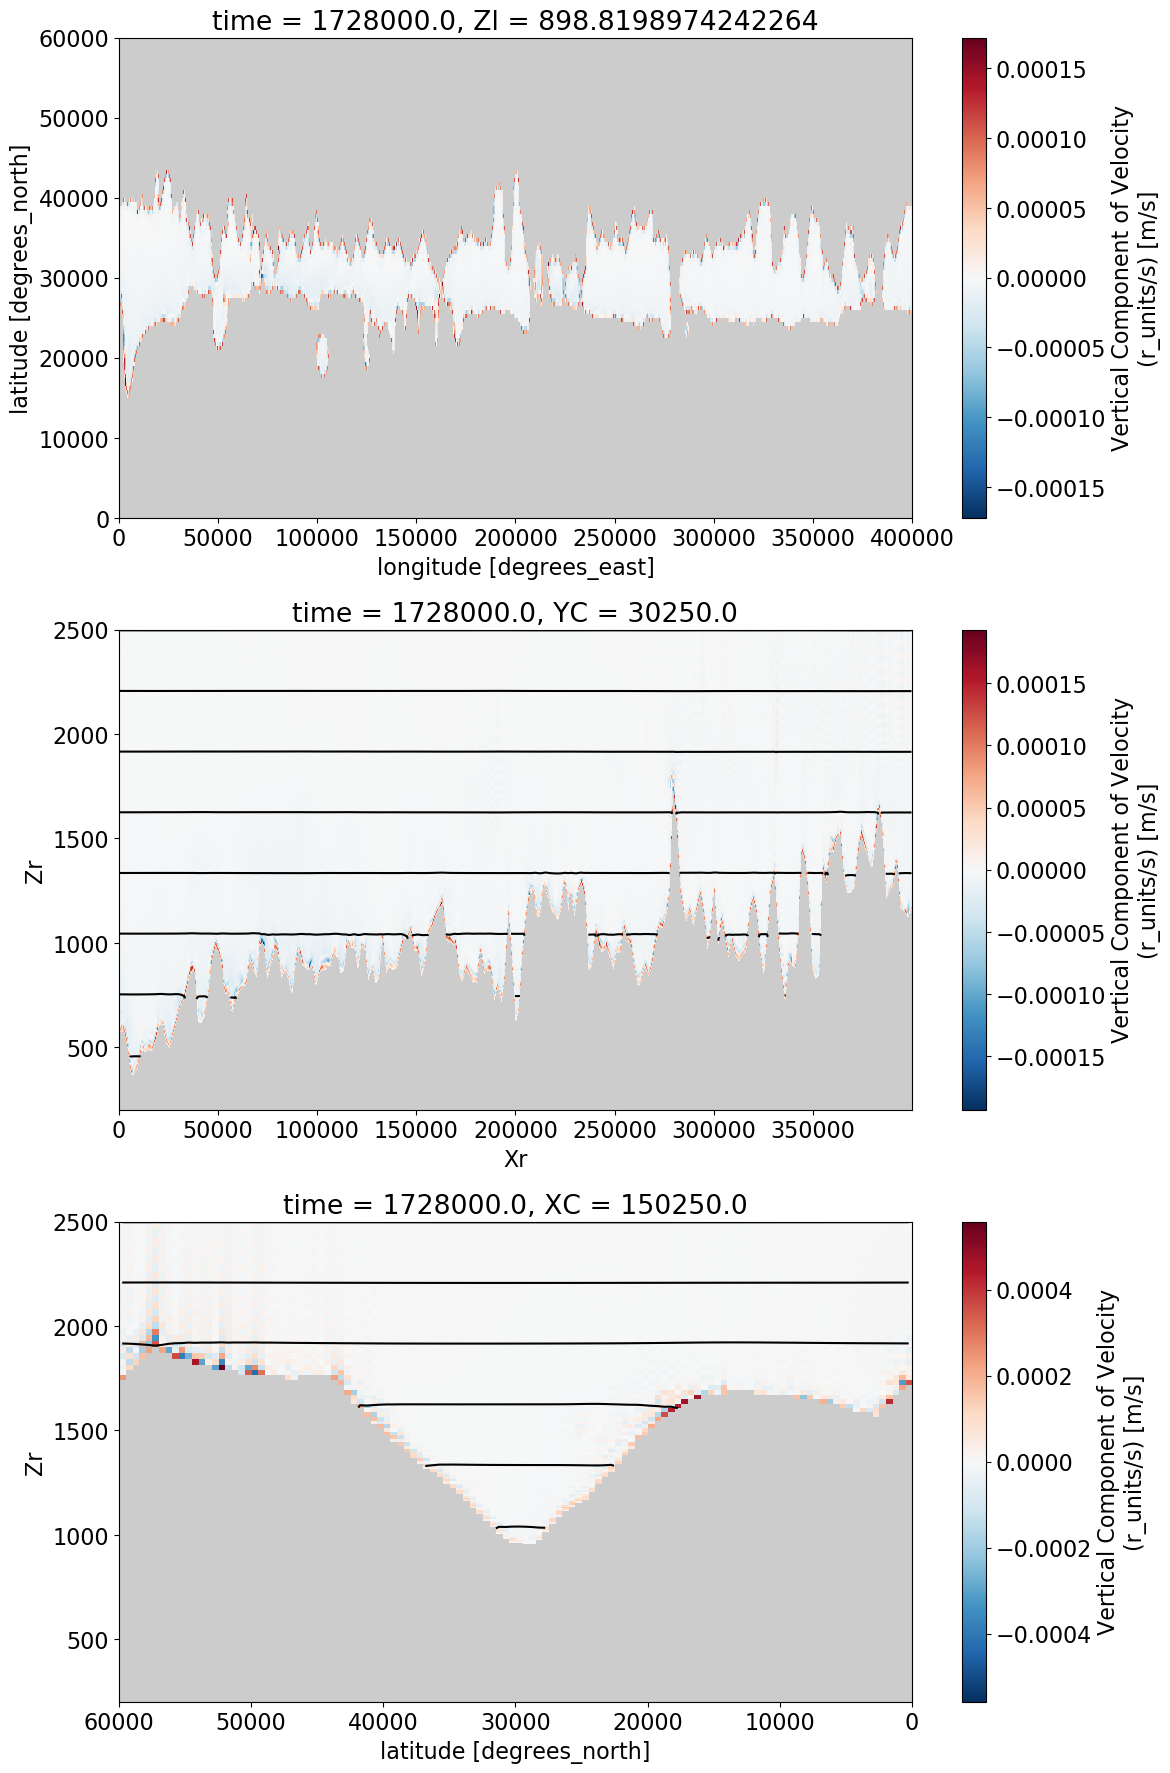 time = 1728000.0, ZI = 898.8198974242264
60000
50000
40000
30000
20000
10000
0
latitude [degrees_north]
0 50000 100000 150000 200000 250000 300000 350000 400000
longitude [degrees_east]
0.00015
0.00010
0.00005
0.00000
−0.00005
−0.00010
−0.00015
Vertical Component of Velocity
(r_units/s) [m/s]
time = 1728000.0, YC = 30250.0
2500
2000
1500
1000
500
Zr
0 50000 100000 150000 200000 250000 300000 350000
Xr
0.00015
0.00010
0.00005
0.00000
−0.00005
−0.00010
−0.00015
Vertical Component of Velocity
(r_units/s) [m/s]
time = 1728000.0, XC = 150250.0
2500
2000
1500
1000
500
Zr
60000 50000 40000 30000 20000 10000 0
latitude [degrees_north]
0.0004
0.0002
0.0000
−0.0002
−0.0004
Vertical Component of Velocity
(r_units/s) [m/s]